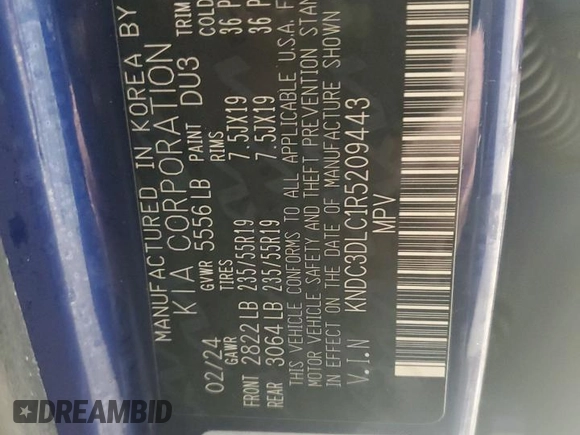 MANUFACTURED IN KOREA BY
KIA CORPORATION
02/24 GVWR 5556 LB PAINT DU3 TRIM
GAWR TIRES RIMS COLD
FRONT 2822 LB 235/55R19 7.5JX19 36 P
REAR 3064 LB 235/55R19 7.5JX19 36 P
THIS VEHICLE CONFORMS TO ALL APPLICABLE U.S.A. F
MOTOR VEHICLE SAFETY AND THEFT PREVENTION STAN
IN EFFECT ON THE DATE OF MANUFACTURE SHOWN
V.I.N KNDC3DLC1R5209443
MPV
DREAMBID